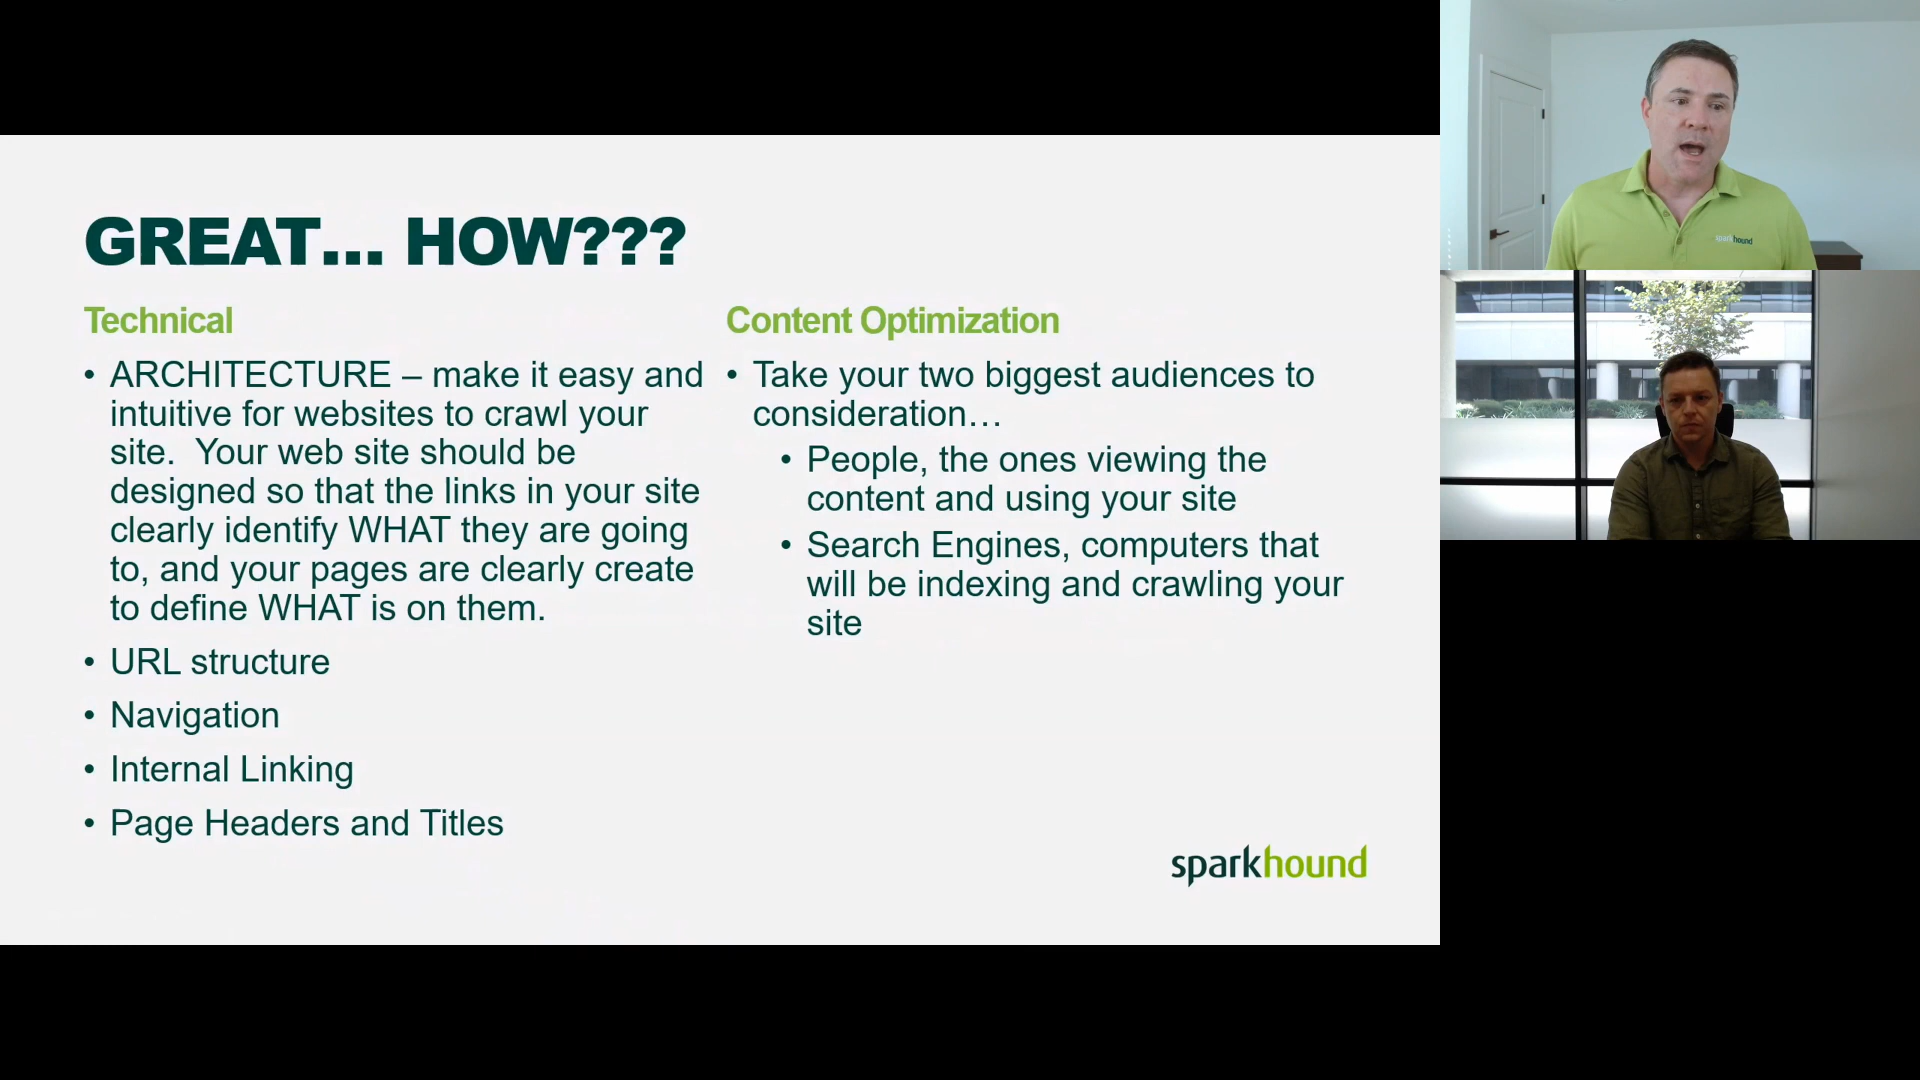 GREAT... HOW???
Technical
• ARCHITECTURE – make it easy and
intuitive for websites to crawl your
site.  Your web site should be
designed so that the links in your site
clearly identify WHAT they are going
to, and your pages are clearly create
to define WHAT is on them.
• URL structure
• Navigation
• Internal Linking
• Page Headers and Titles
Content Optimization
• Take your two biggest audiences to
consideration…
• People, the ones viewing the
content and using your site
• Search Engines, computers that
will be indexing and crawling your
site
sparkhound
sparkhound